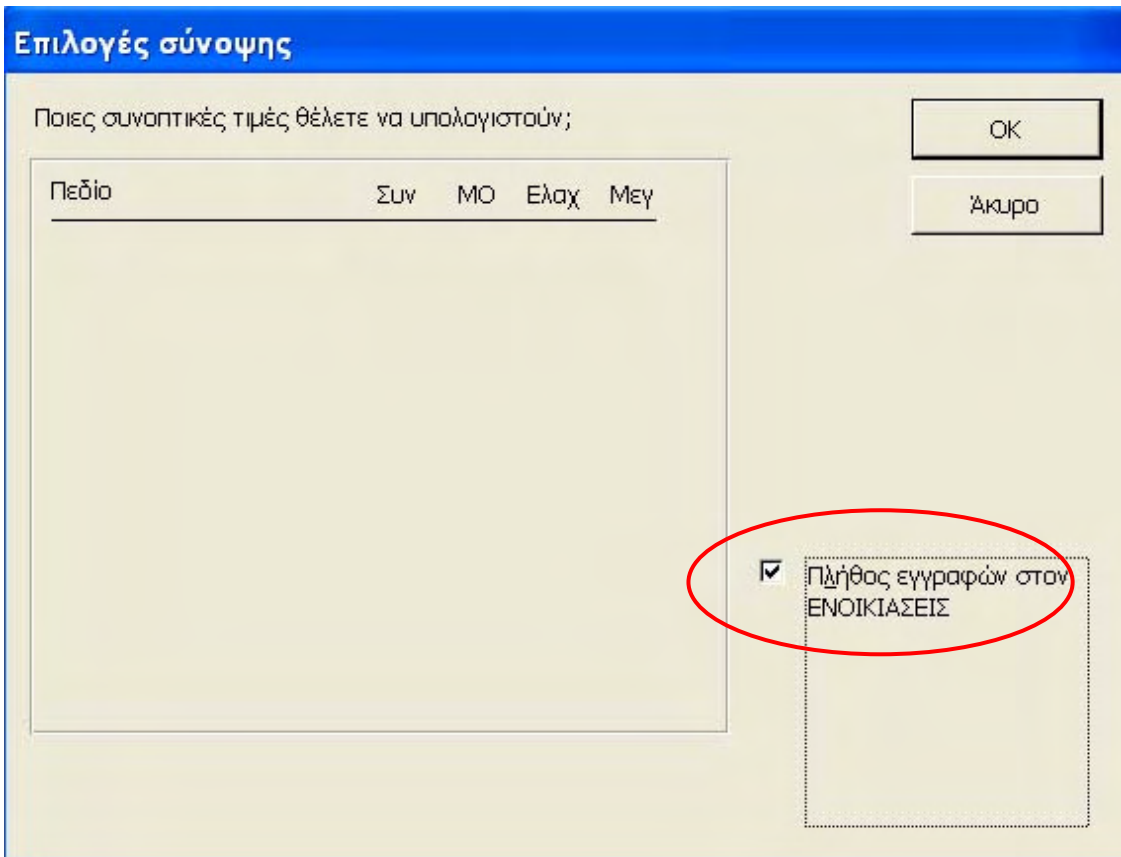 Επιλογές σύνοψης
Ποιες συνοπτικές τιμές θέλετε να υπολογιστούν;
OK
Πεδίο Συν ΜΟ Ελαχ Μεγ
Άκυρο
Πλήθος εγγραφών στον
ΕΝΟΙΚΙΑΣΕΙΣ